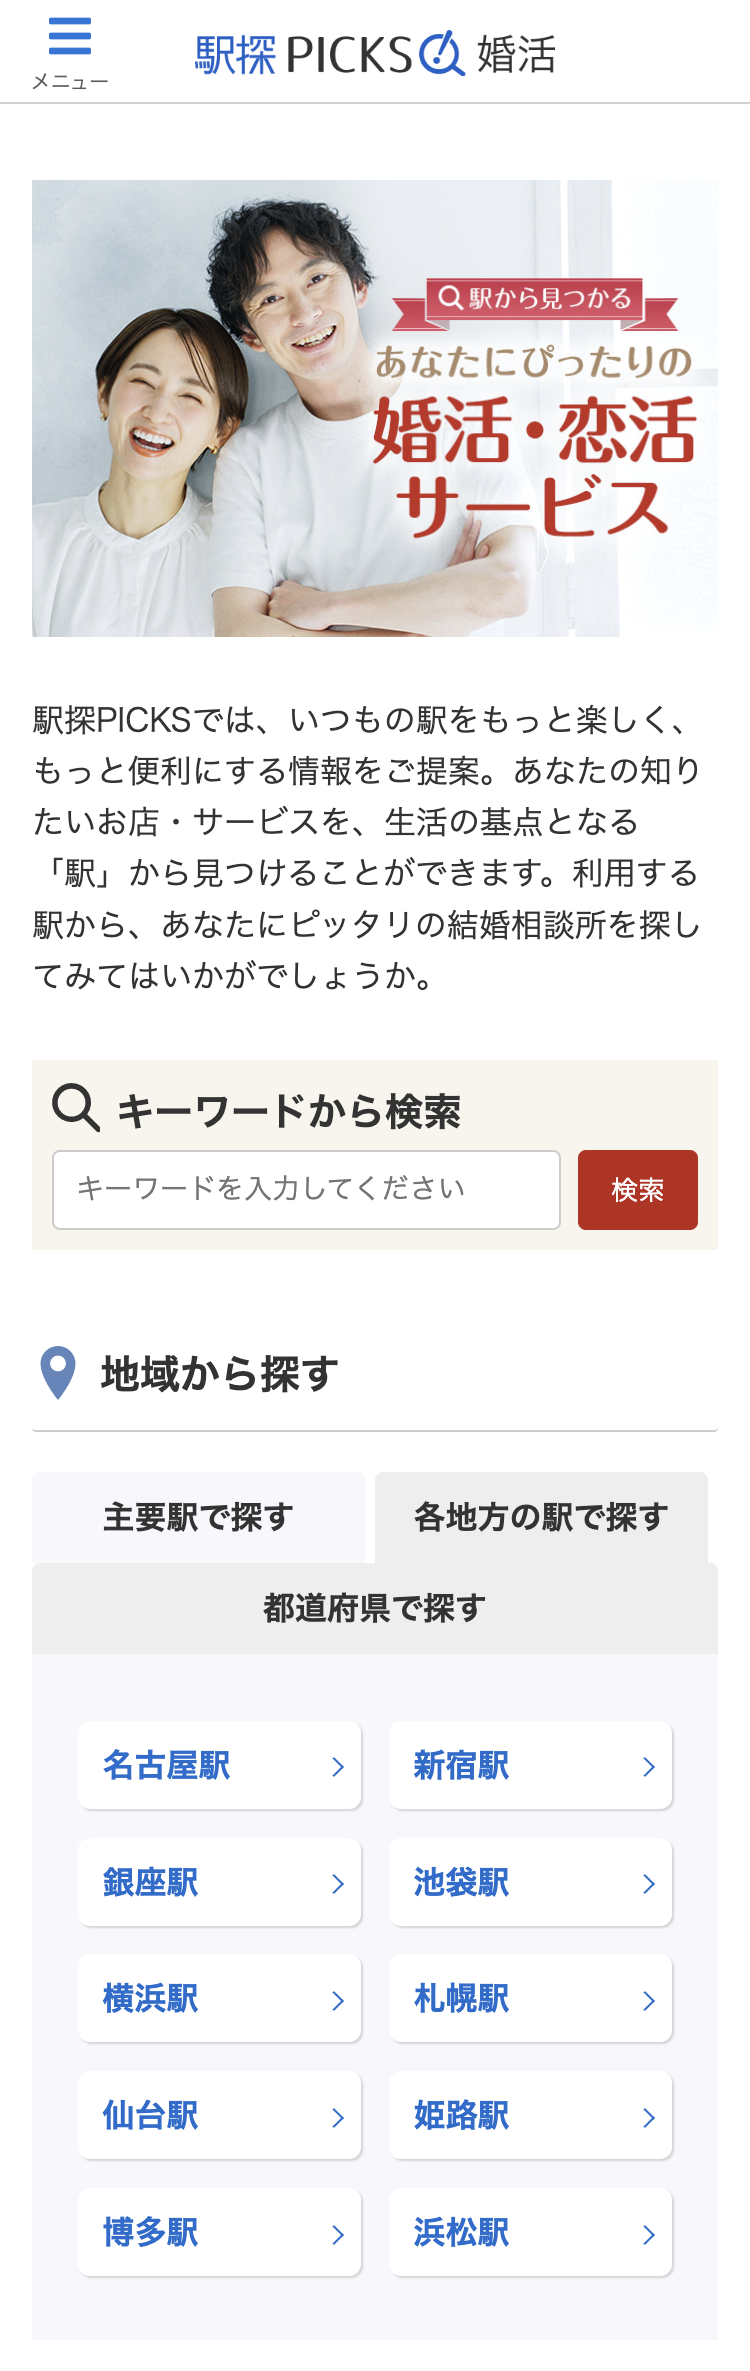 メニュー
駅探PICKS 婚活
駅から見つかる
あなたにぴったりの
婚活・恋活
サービス
駅探PICKSでは、いつもの駅をもっと楽しく、
もっと便利にする情報をご提案。あなたの知り
たいお店・サービスを、生活の基点となる
「駅」から見つけることができます。利用する
駅から、あなたにピッタリの結婚相談所を探し
てみてはいかがでしょうか。
キーワードから検索
キーワードを入力してください
検索
地域から探す
主要駅で探す
各地方の駅で探す
都道府県で探す
名古屋駅
新宿駅
銀座駅
池袋駅
横浜駅
札幌駅
仙台駅
姫路駅
博多駅
浜松駅